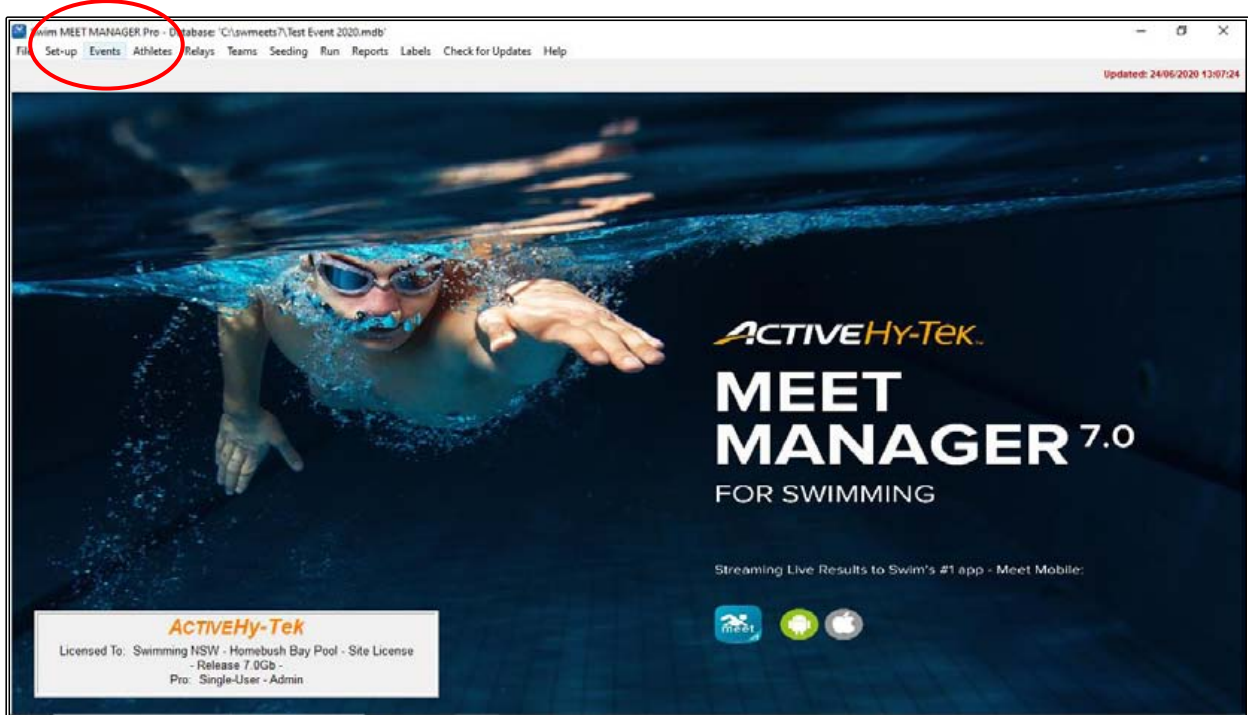 Swim MEET MANAGER Pro - Database: 'C:\swmeets7\Test Event 2020.mdb'
File Set-up Events Athletes Relays Teams Seeding Run Reports Labels Check for Updates Help
Updated: 24/06/2020 13:07:24
ACTIVEHy-Tek
MEET
MANAGER 7.0
FOR SWIMMING
Streaming Live Results to Swim's #1 app - Meet Mobile:
meet
ACTIVEHy-Tek
Licensed To: Swimming NSW - Homebush Bay Pool - Site License
- Release 7.0Gb -
Pro: Single-User - Admin